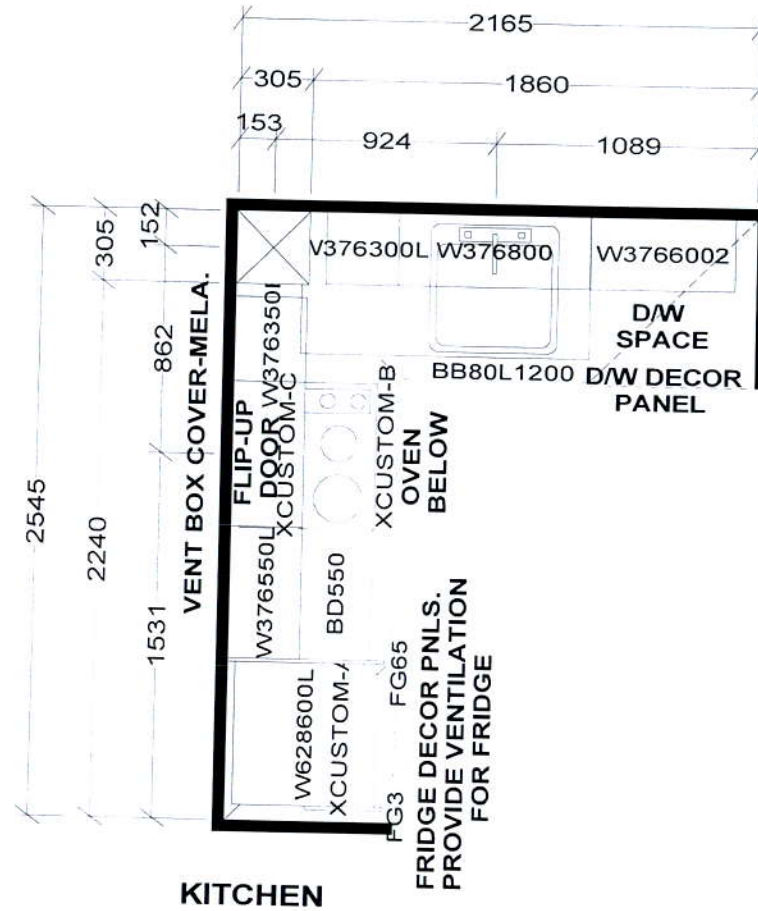 2165
305
1860
153
924
1089
2545
305
2240
152
862
1531
VENT BOX COVER-MELA.
W376300L
W376800
W3766002
D/W
SPACE
BB80L1200
D/W DECOR
PANEL
FLIP-UP
DOOR
XCUSTOM-C
XCUSTOM-B
OVEN
BELOW
W376550L
BD550
W628600L
XCUSTOM-A
FG65
FG3
FRIDGE DECOR PNLS.
PROVIDE VENTILATION
FOR FRIDGE
KITCHEN